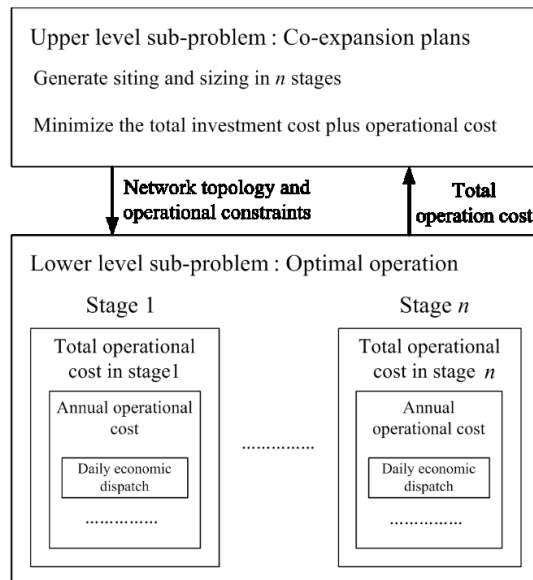 Upper level sub-problem : Co-expansion plans
Generate siting and sizing in n stages
Minimize the total investment cost plus operational cost
Network topology and
operational constraints
Total
operation cost
Lower level sub-problem : Optimal operation
Stage 1
Total operational
cost in stage1
Annual operational
cost
Daily economic
dispatch
...............
...............
Stage n
Total operational
cost in stage n
Annual
operational cost
Daily economic
dispatch
...............